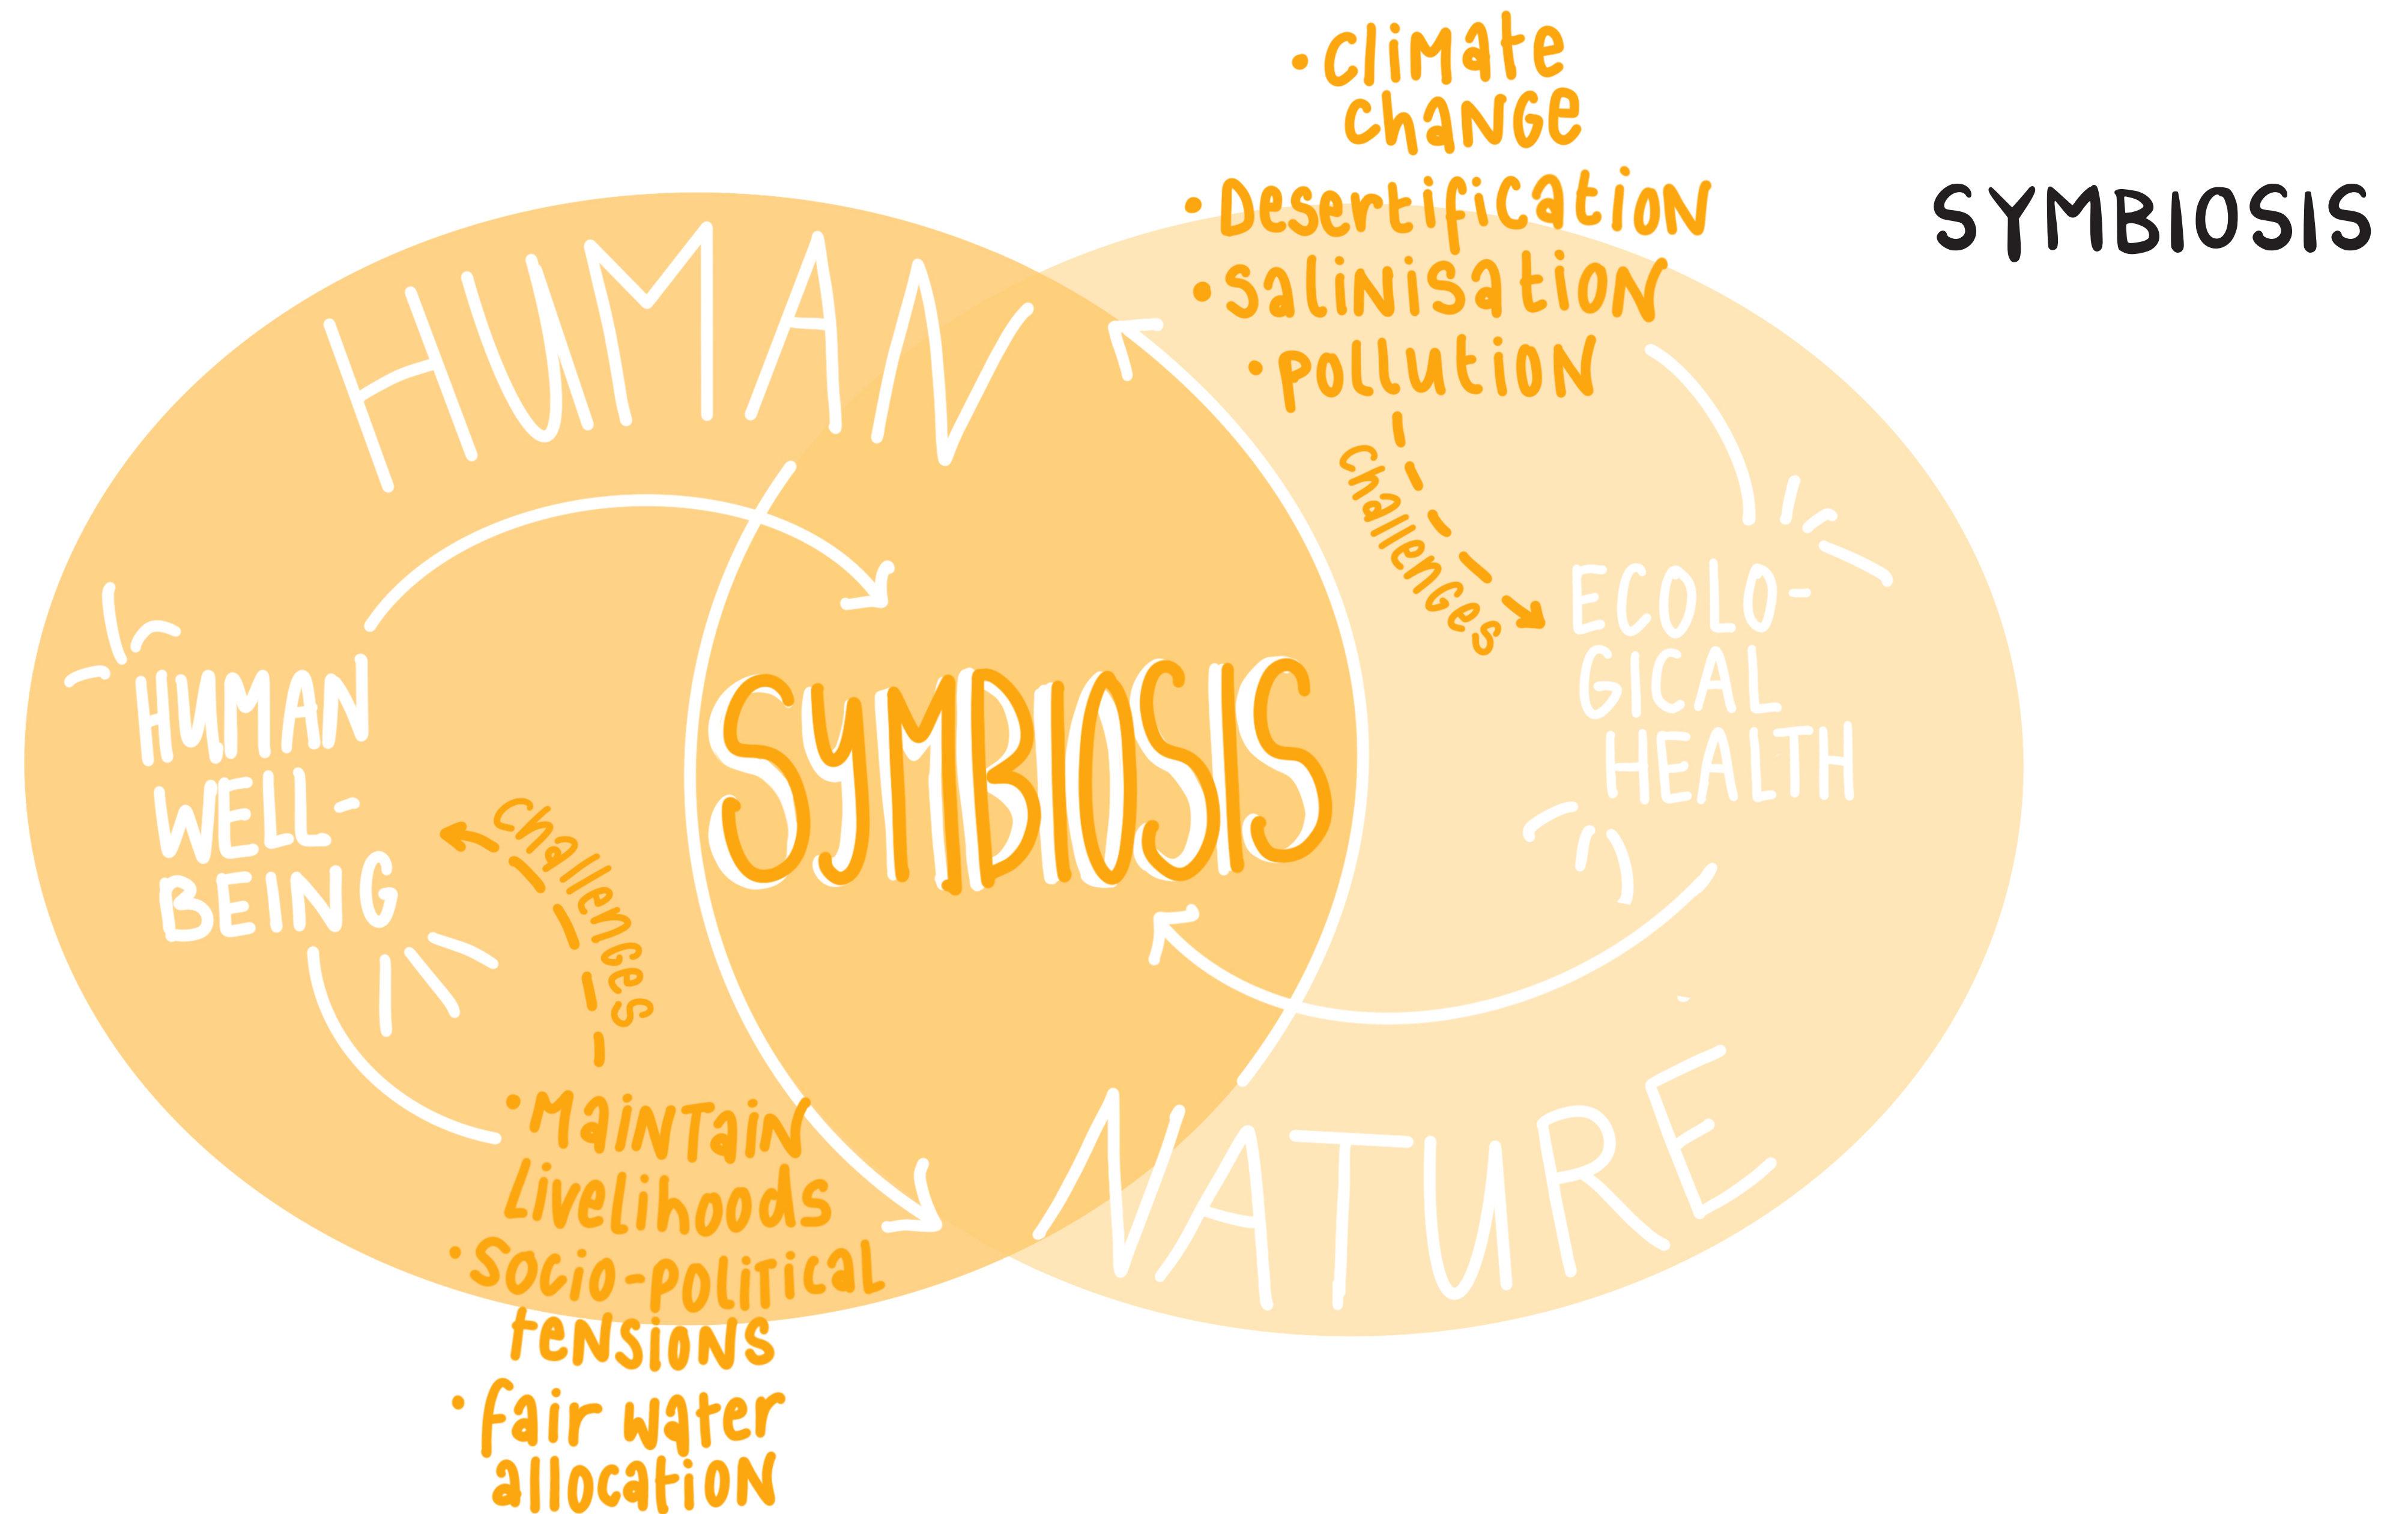 • Climate
change
• Desertification
• Salinisation
• Pollution
SYMBIOSIS
HUMAN
Challenges
ECOLO-
GICAL
HEALTH
HUMAN
WELL-
BEING
SYMBIOSIS
Challenges
NATURE
• Maintain
Livelihoods
• Socio-political
tensions
• fair water
allocation